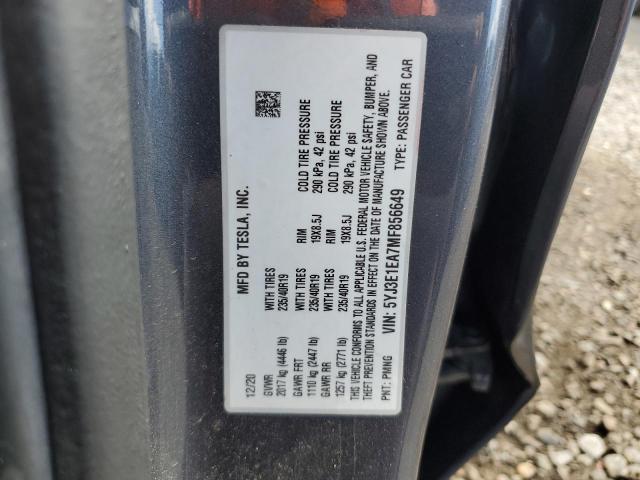 12/20 MFD BY TESLA, INC.
GVWR WITH TIRES RIM COLD TIRE PRESSURE
2017 kg (4446 lb) 235/40R19 19X8.5J 290 kPa, 42 psi
GAWR FRT WITH TIRES RIM COLD TIRE PRESSURE
1110 kg (2447 lb) 235/40R19 19X8.5J 290 kPa, 42 psi
GAWR RR WITH TIRES
1257 kg (2771 lb) 235/40R19
THIS VEHICLE CONFORMS TO ALL APPLICABLE U.S. FEDERAL MOTOR VEHICLE SAFETY, BUMPER, AND
THEFT PREVENTION STANDARDS IN EFFECT ON THE DATE OF MANUFACTURE SHOWN ABOVE.
PNT: PMNG VIN: 5YJ3E1EA7MF856649 TYPE: PASSENGER CAR